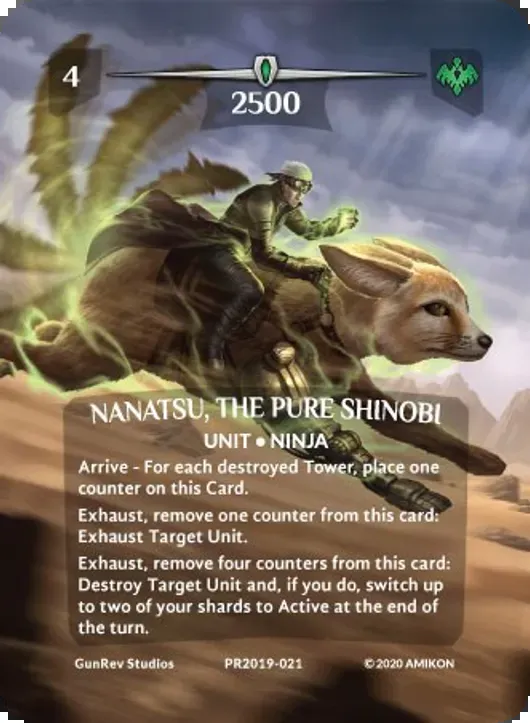 4
2500
NANATSU, THE PURE SHINOBI
UNIT • NINJA
Arrive - For each destroyed Tower, place one
counter on this Card.
Exhaust, remove one counter from this card:
Exhaust Target Unit.
Exhaust, remove four counters from this card:
Destroy Target Unit and, if you do, switch up
to two of your shards to Active at the end of
the turn.
GunRev Studios PR2019-021 © 2020 AMIKON